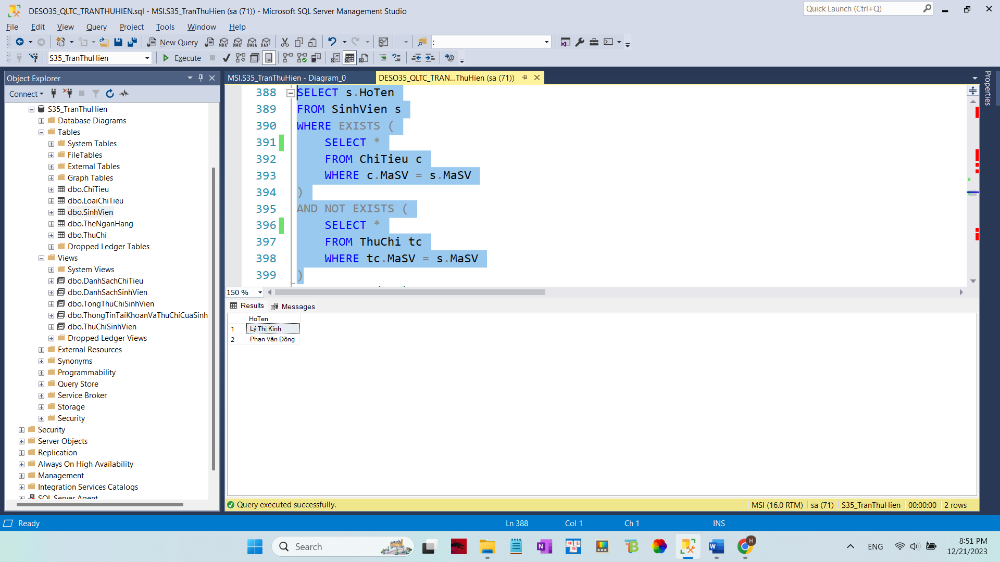 DESO35_QLTC_TRANTHUHIEN.sql - MSI.S35_TranThuHien (sa (71)) - Microsoft SQL Server Management Studio
Quick Launch (Ctrl+Q)
File Edit View Query Project Tools Window Help
New Query
MDX DMX XMLA DAX
:
S35_TranThuHien
Execute
Object Explorer
Connect
S35_TranThuHien
Database Diagrams
Tables
System Tables
FileTables
External Tables
Graph Tables
dbo.ChiTieu
dbo.LoaiChiTieu
dbo.SinhVien
dbo.TheNganHang
dbo.ThuChi
Dropped Ledger Tables
Views
System Views
dbo.DanhSachChiTieu
dbo.DanhSachSinhVien
dbo.TongThuChiSinhVien
dbo.ThongTinTaiKhoanVaThuChiCuaSinh
dbo.ThuChiSinhVien
Dropped Ledger Views
External Resources
Synonyms
Programmability
Query Store
Service Broker
Storage
Security
Security
Server Objects
Replication
Always On High Availability
Management
Integration Services Catalogs
SQL Server Agent
MSI.S35_TranThuHien - Diagram_0
DESO35_QLTC_TRAN...ThuHien (sa (71))
Properties
388 SELECT s.HoTen
389 FROM SinhVien s
390 WHERE EXISTS (
391 SELECT *
392 FROM ChiTieu c
393 WHERE c.MaSV = s.MaSV
394 )
395 AND NOT EXISTS (
396 SELECT *
397 FROM ThuChi tc
398 WHERE tc.MaSV = s.MaSV
399 )
150 %
Results Messages
HoTen
1 Lý Thị Kính
2 Phan Văn Đồng
Query executed successfully.
MSI (16.0 RTM) sa (71) S35_TranThuHien 00:00:00 2 rows
Ready
Ln 388 Col 1 Ch 1 INS
Search
ENG
8:51 PM
12/21/2023